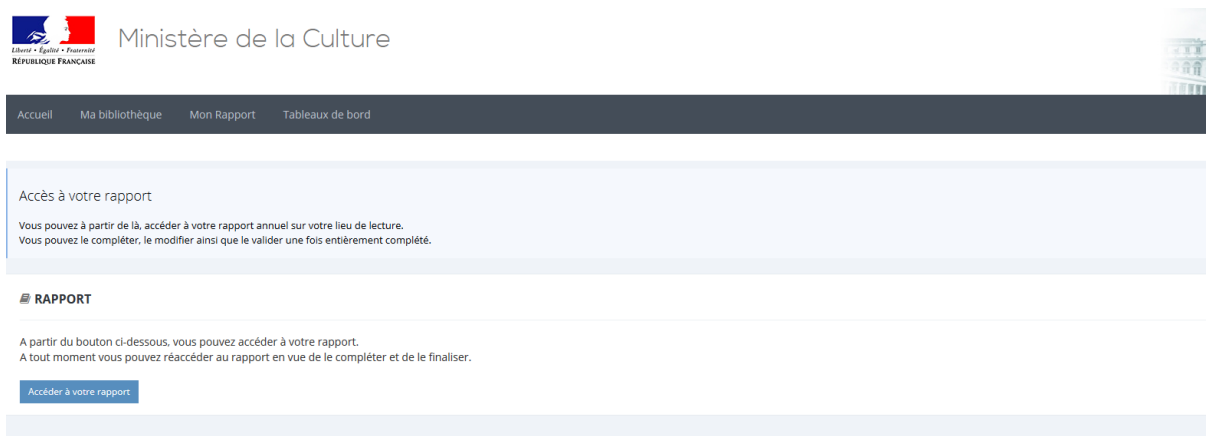 Liberté • Égalité • Fraternité
RÉPUBLIQUE FRANÇAISE
Ministère de la Culture
Accueil Ma bibliothèque Mon Rapport Tableaux de bord
Accès à votre rapport
Vous pouvez à partir de là, accéder à votre rapport annuel sur votre lieu de lecture.
Vous pouvez le compléter, le modifier ainsi que le valider une fois entièrement complété.
RAPPORT
A partir du bouton ci-dessous, vous pouvez accéder à votre rapport.
A tout moment vous pouvez réaccéder au rapport en vue de le compléter et de le finaliser.
Accéder à votre rapport